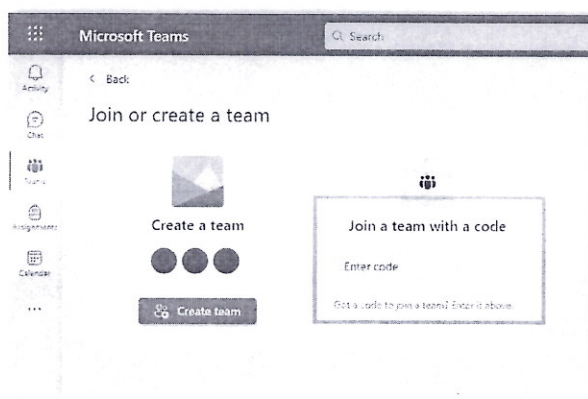 Microsoft Teams
Search
Activity
Chat
Teams
Assignments
Calendar
< Back
Join or create a team
Create a team
Create team
Join a team with a code
Enter code
Got a code to join a team? Enter it above.